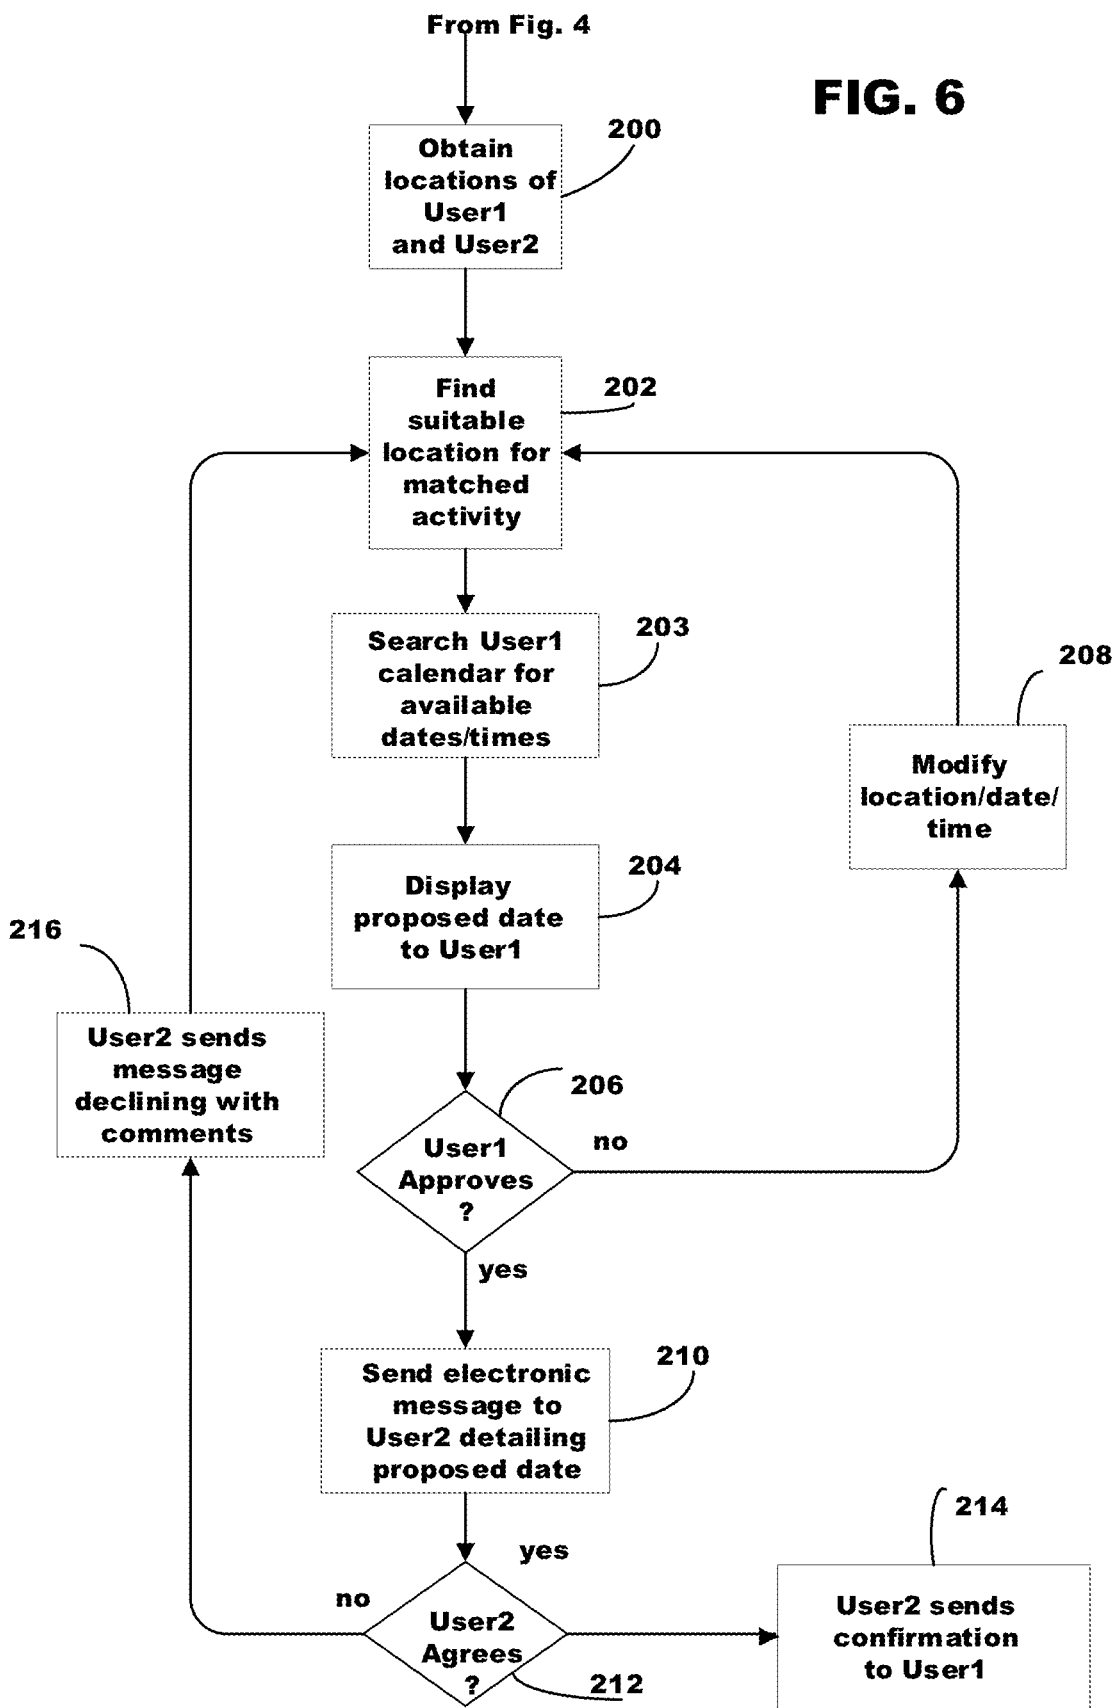 From Fig. 4
FIG. 6
200
Obtain
locations of
User1
and User2
202
Find
suitable
location for
matched
activity
203
Search User1
calendar for
available
dates/times
208
Modify
location/date/
time
204
Display
proposed date
to User1
216
User2 sends
message
declining with
comments
206
User1
Approves
?
no
yes
210
Send electronic
message to
User2 detailing
proposed date
214
yes
no
User2
Agrees
?
212
User2 sends
confirmation
to User1